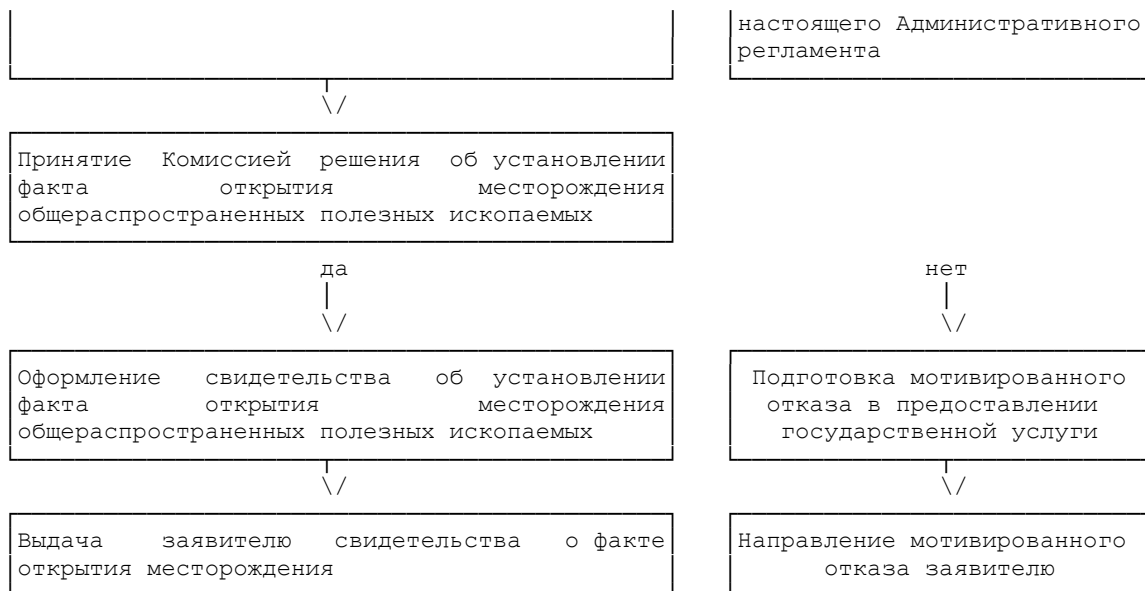 настоящего Административного
регламента
\/
Принятие Комиссией решения об установлении
факта открытия месторождения
общераспространенных полезных ископаемых
да нет
\/ \/
Оформление свидетельства об установлении
факта открытия месторождения
общераспространенных полезных ископаемых
Подготовка мотивированного
отказа в предоставлении
государственной услуги
\/ \/
Выдача заявителю свидетельства о факте
открытия месторождения
Направление мотивированного
отказа заявителю